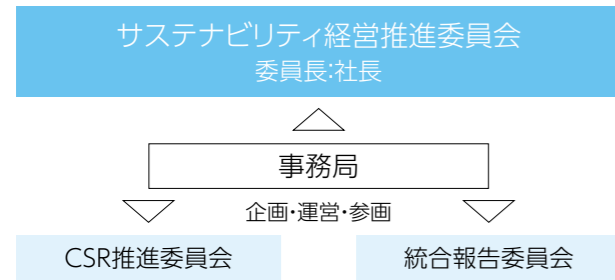 サステナビリティ経営推進委員会
委員長:社長
事務局
企画・運営・参画
CSR推進委員会
統合報告委員会